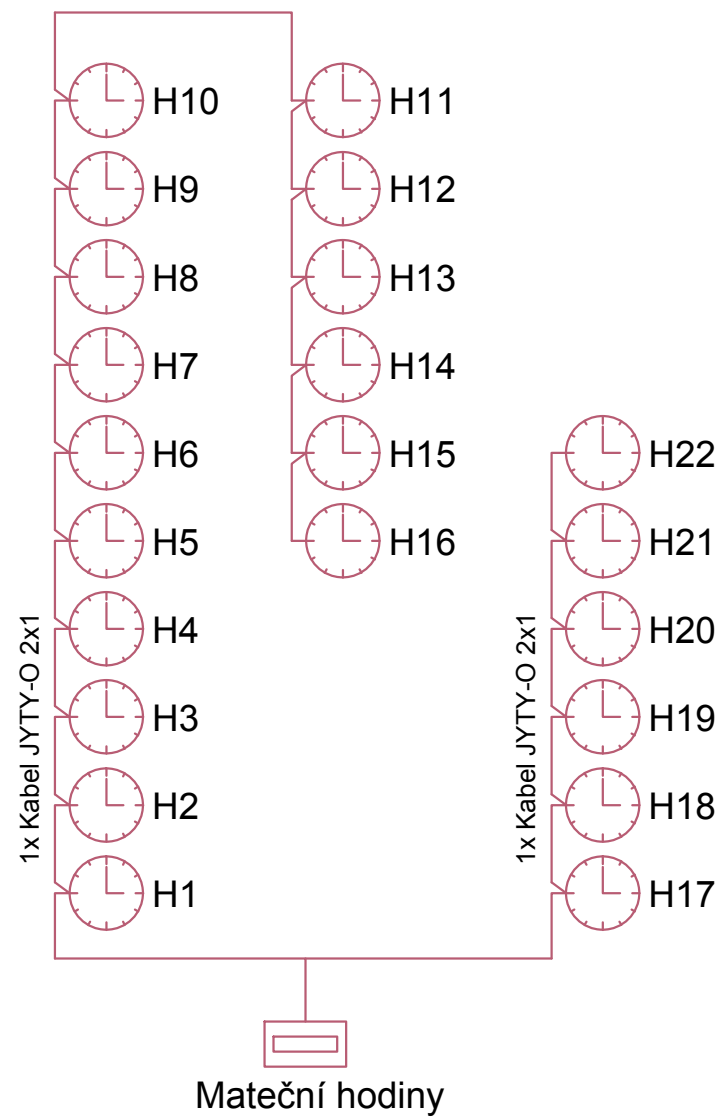 H10
H9
H8
H7
H6
H5
H4
H3
H2
H1
1x Kabel JYTY-O 2x1
H11
H12
H13
H14
H15
H16
H22
H21
H20
H19
H18
H17
1x Kabel JYTY-O 2x1
Mateční hodiny